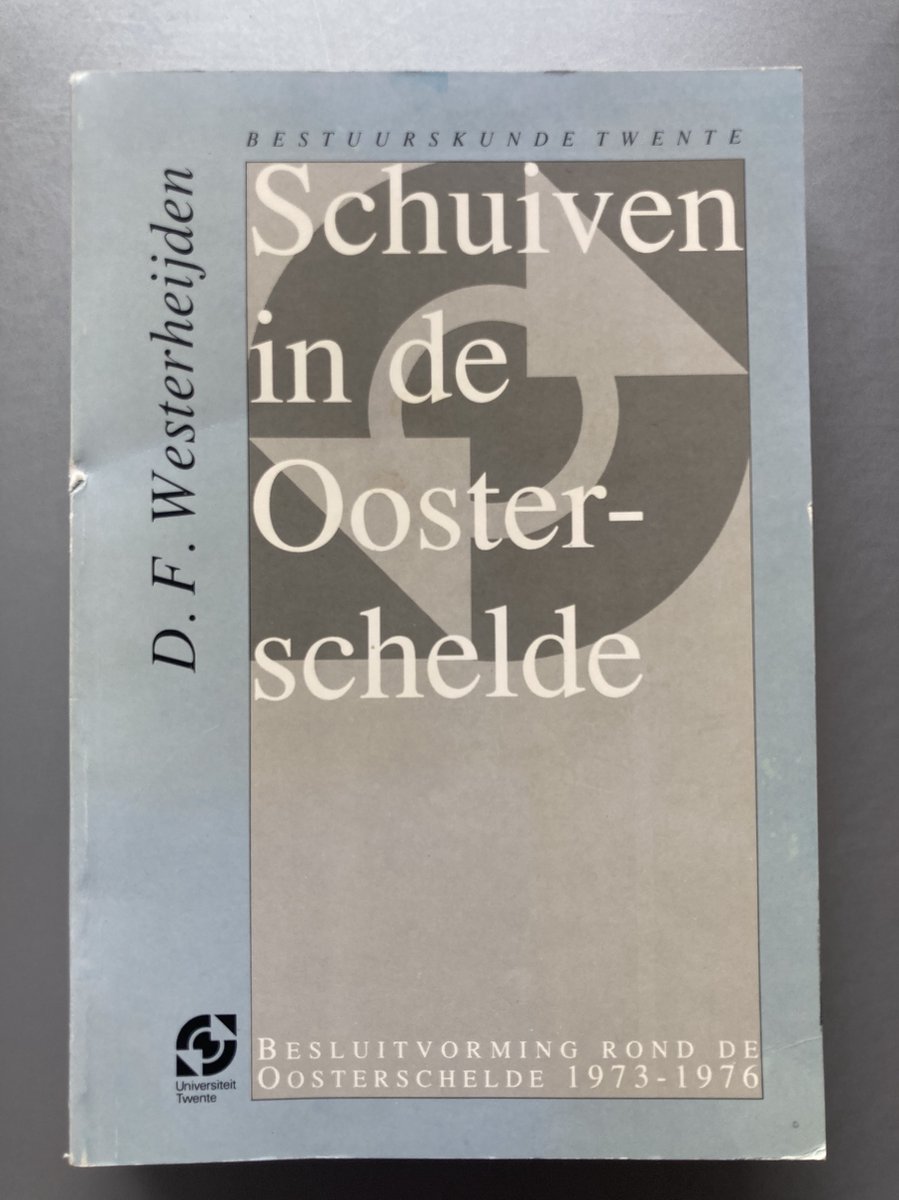 BESTUURSKUNDE TWENTE
D. F. Westerheijden
Schuiven
in de
Ooster-
schelde
BESLUITVORMING ROND DE
OOSTERSCHELDE 1973-1976
Universiteit
Twente